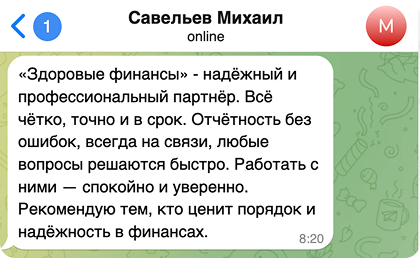 1
Савельев Михаил
online
М
«Здоровые финансы» - надёжный и
профессиональный партнёр. Всё
чётко, точно и в срок. Отчётность без
ошибок, всегда на связи, любые
вопросы решаются быстро. Работать с
ними — спокойно и уверенно.
Рекомендую тем, кто ценит порядок и
надёжность в финансах.
8:20